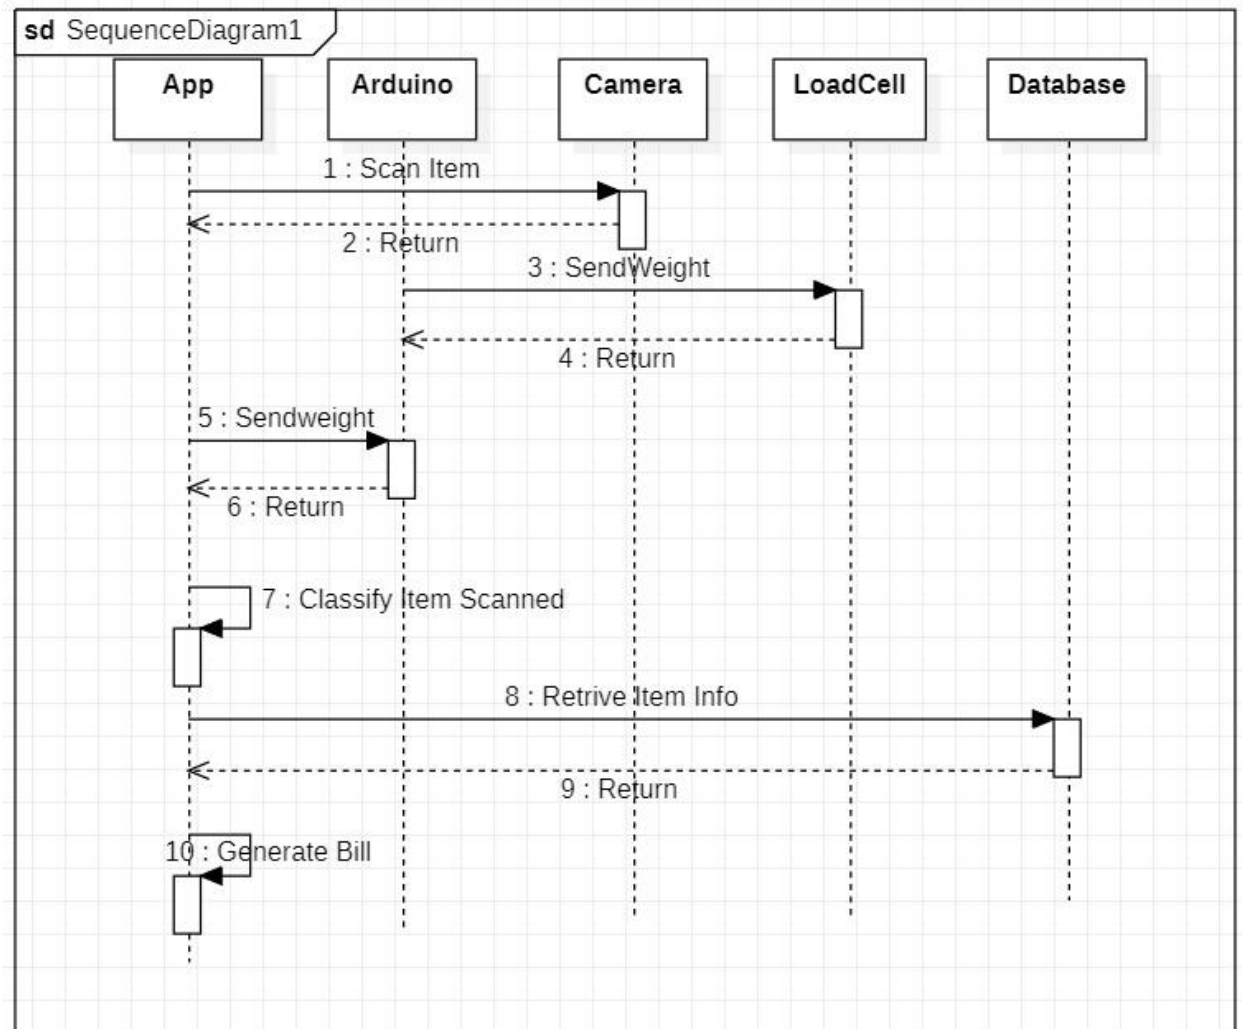 sd SequenceDiagram1
App
Arduino
Camera
LoadCell
Database
1 : Scan Item
2 : Return
3 : SendWeight
4 : Return
5 : Sendweight
6 : Return
7 : Classify Item Scanned
8 : Retrive Item Info
9 : Return
10 : Generate Bill